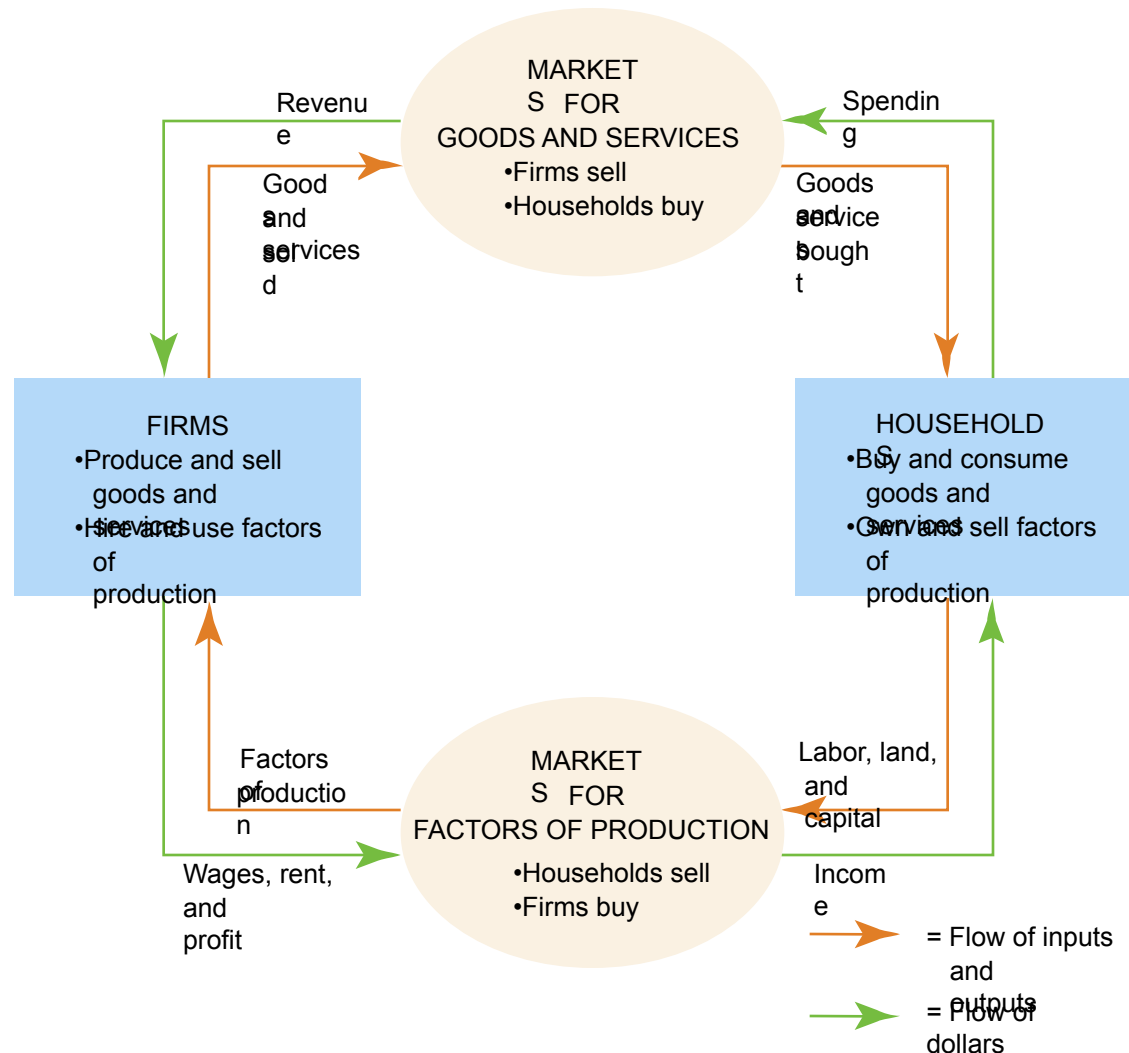 MARKET
S FOR
GOODS AND SERVICES
•Firms sell
•Households buy
Revenu
e
Good
s
and
services
sol
d
Spendin
g
Goods
and
service
s
bough
t
FIRMS
•Produce and sell
goods and
services
•Hire and use factors
of
production
HOUSEHOLD
S
•Buy and consume
goods and
services
•Own and sell factors
of
production
Factors
of
productio
n
Wages, rent,
and
profit
MARKET
S FOR
FACTORS OF PRODUCTION
•Households sell
•Firms buy
Labor, land,
and
capital
Incom
e
= Flow of inputs
and
outputs
= Flow of
dollars